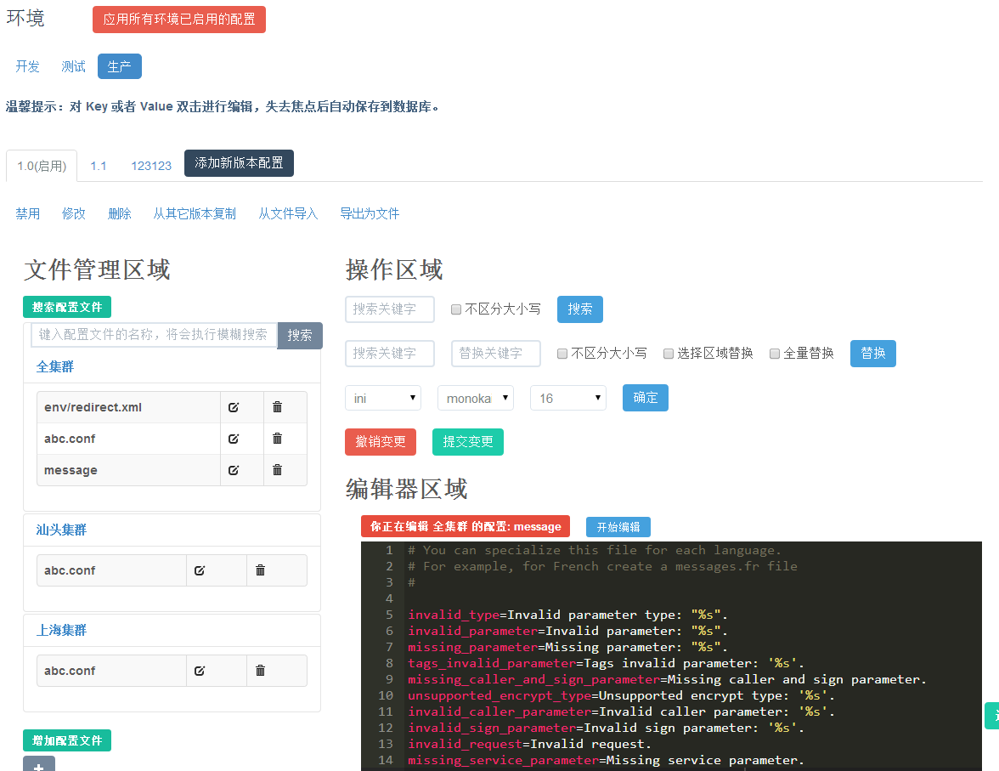 环境 应用所有环境已启用的配置
开发 测试 生产
温馨提示：对 Key 或者 Value 双击进行编辑，失去焦点后自动保存到数据库。
1.0(启用) 1.1 123123 添加新版本配置
禁用 修改 删除 从其它版本复制 从文件导入 导出为文件
文件管理区域
搜索配置文件
键入配置文件的名称，将会执行模糊搜索 搜索
全集群
env/redirect.xml
abc.conf
message
汕头集群
abc.conf
上海集群
abc.conf
增加配置文件
+
操作区域
搜索关键字 不区分大小写 搜索
搜索关键字 替换关键字 不区分大小写 选择区域替换 全量替换 替换
ini monokai 16 确定
撤销变更 提交变更
编辑器区域
你正在编辑 全集群 的配置: message 开始编辑
1 # You can specialize this file for each language.
2 # For example, for French create a messages.fr file
3 #
4
5 invalid_type=Invalid parameter type: "%s".
6 invalid_parameter=Invalid parameter: "%s".
7 missing_parameter=Missing parameter: "%s".
8 tags_invalid_parameter=Tags invalid parameter: '%s'.
9 missing_caller_and_sign_parameter=Missing caller and sign parameter.
10 unsupported_encrypt_type=Unsupported encrypt type: '%s'.
11 invalid_caller_parameter=Invalid caller parameter: '%s'.
12 invalid_sign_parameter=Invalid sign parameter: '%s'.
13 invalid_request=Invalid request.
14 missing_service_parameter=Missing service parameter.